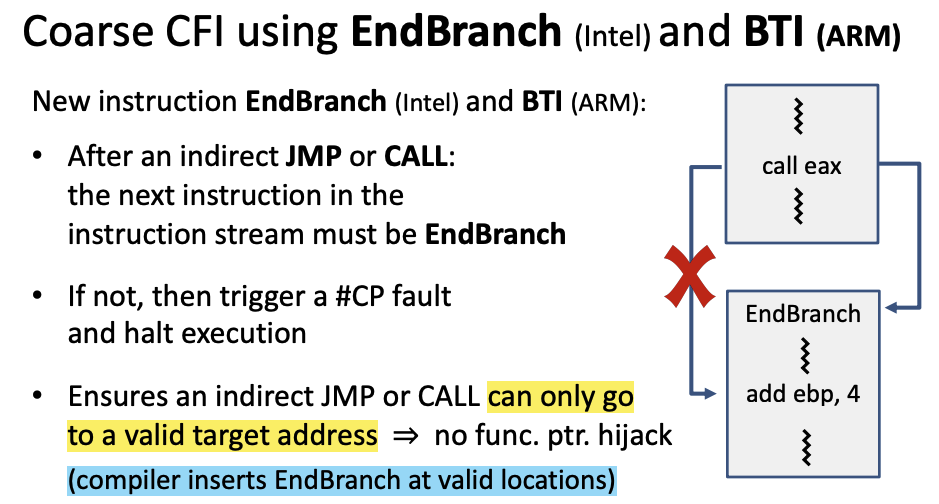 Coarse CFI using EndBranch (Intel) and BTI (ARM)
New instruction EndBranch (Intel) and BTI (ARM):
• After an indirect JMP or CALL:
the next instruction in the
instruction stream must be EndBranch
• If not, then trigger a #CP fault
and halt execution
• Ensures an indirect JMP or CALL can only go
to a valid target address ⇒ no func. ptr. hijack
(compiler inserts EndBranch at valid locations)
call eax
EndBranch
add ebp, 4